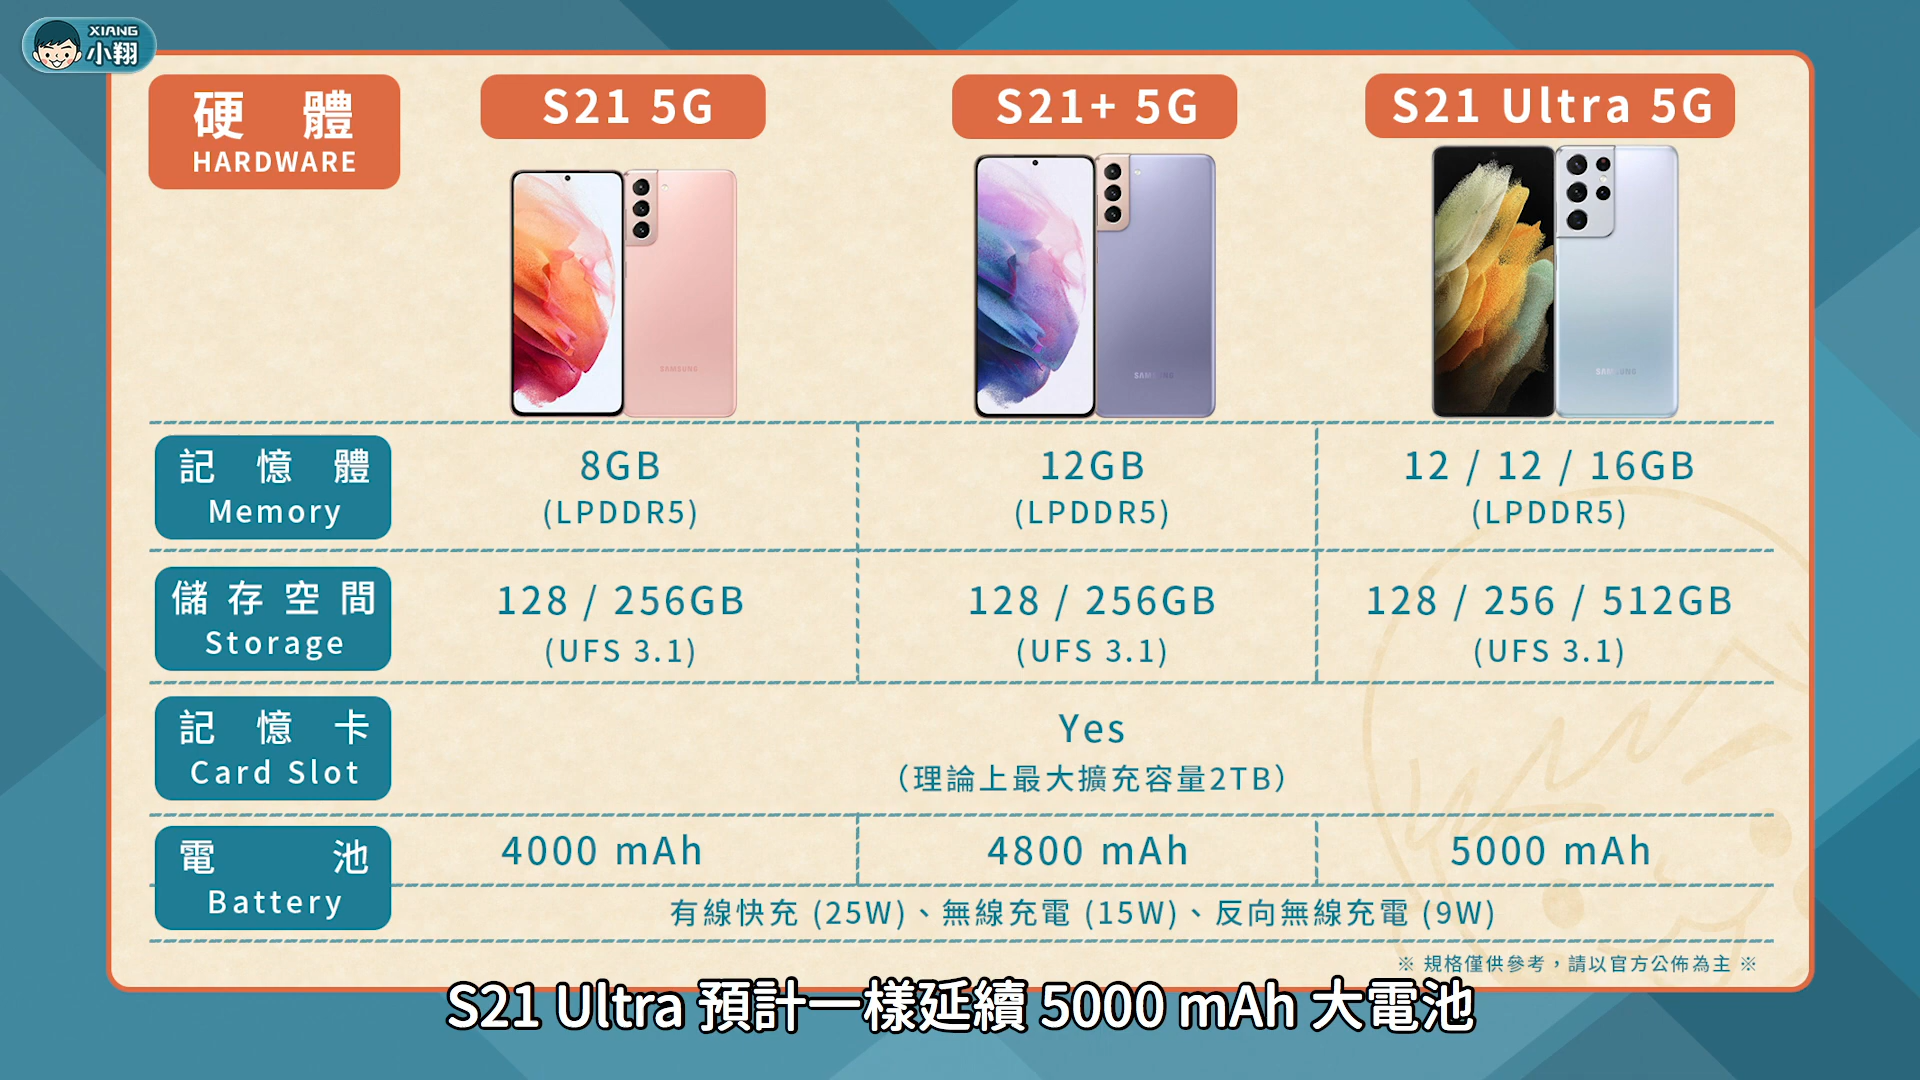 XIANG
小翔
硬體
HARDWARE
S21 5G
S21+ 5G
S21 Ultra 5G
SAMSUNG
SAMSUNG
SAMSUNG
記憶體
Memory
8GB
(LPDDR5)
12GB
(LPDDR5)
12 / 12 / 16GB
(LPDDR5)
儲存空間
Storage
128 / 256GB
(UFS 3.1)
128 / 256GB
(UFS 3.1)
128 / 256 / 512GB
(UFS 3.1)
記憶卡
Card Slot
Yes
（理論上最大擴充容量2TB）
電池
Battery
4000 mAh
4800 mAh
5000 mAh
有線快充 (25W)、無線充電 (15W)、反向無線充電 (9W)
※ 規格僅供參考，請以官方公佈為主 ※
S21 Ultra 預計一樣延續 5000 mAh 大電池